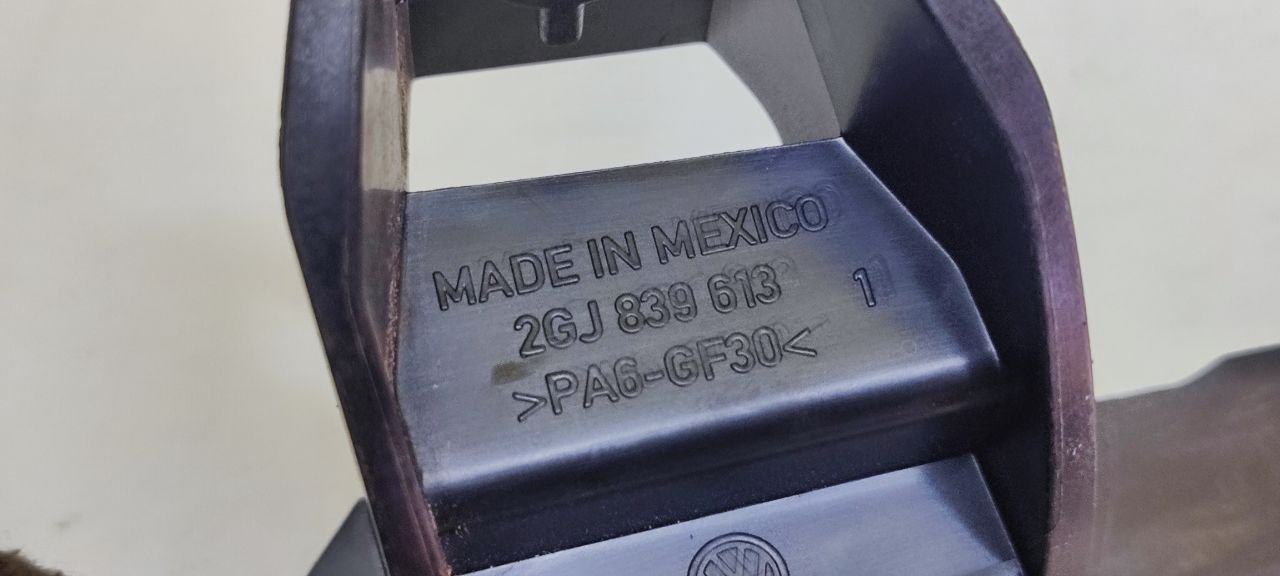 MADE IN MEXICO
2GJ 839 613 1
>PA6-GF30<